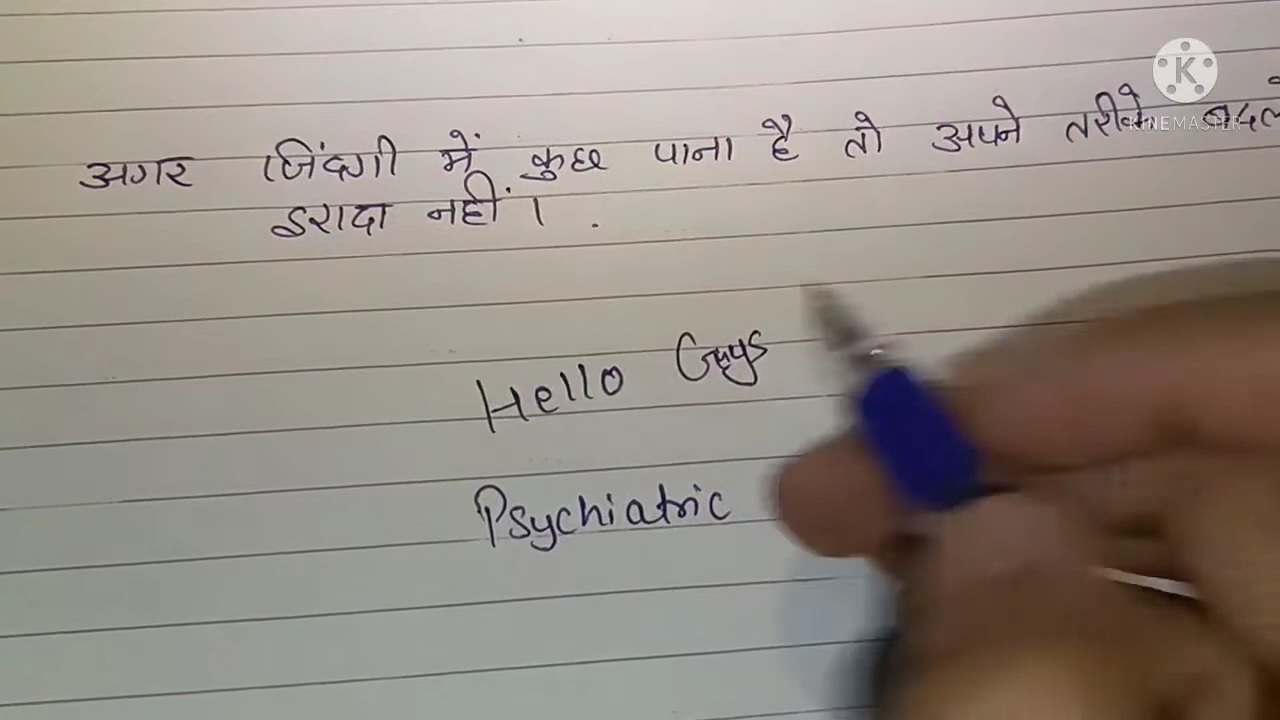 अगर जिंदगी में कुछ पाना है तो अपने तरीके
इरादा नहीं।
Hello Guys
Psychiatric
K
KINEMASTER